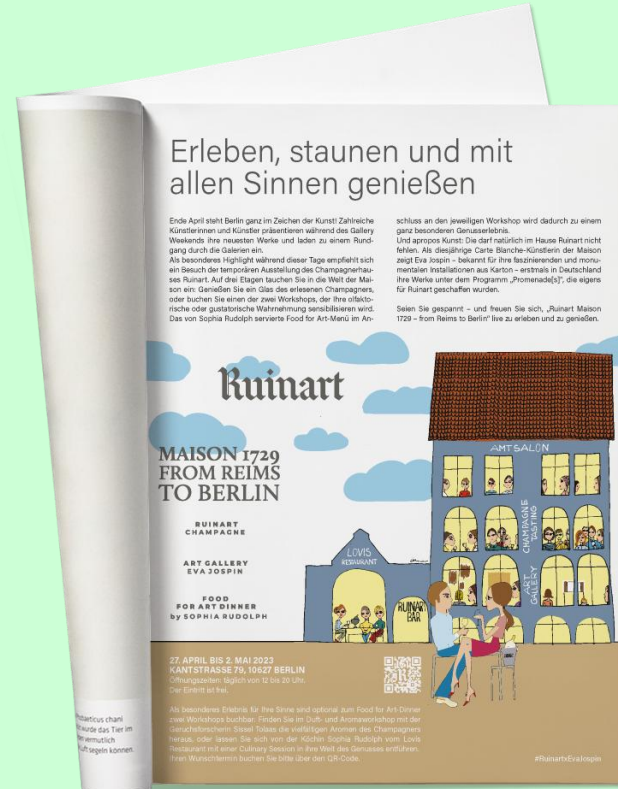 Erleben, staunen und mit
allen Sinnen genießen
Ende April steht Berlin ganz im Zeichen der Kunst! Zahlreiche
Künstlerinnen und Künstler präsentieren während des Gallery
Weekends ihre neuesten Werke und laden zu einem Rund-
gang durch die Galerien ein.
Als besonderes Highlight während dieser Tage empfiehlt sich
ein Besuch der temporären Ausstellung des Champagnerhau-
ses Ruinart. Auf drei Etagen tauchen Sie in die Welt der Mai-
son ein: Genießen Sie ein Glas des erlesenen Champagners,
oder buchen Sie einen der zwei Workshops, der Ihre olfakto-
rische oder gustatorische Wahrnehmung sensibilisieren wird.
Das von Sophia Rudolph servierte Food for Art-Menü im An-
schluss an den jeweiligen Workshop wird dadurch zu einem
ganz besonderen Genusserlebnis.
Und apropos Kunst: Die darf natürlich im Hause Ruinart nicht
fehlen. Als diesjährige Carte Blanche-Künstlerin der Maison
zeigt Eva Jospin – bekannt für ihre faszinierenden und monu-
mentalen Installationen aus Karton – erstmals in Deutschland
ihre Werke unter dem Programm „Promenade[s]", die eigens
für Ruinart geschaffen wurden.
Seien Sie gespannt – und freuen Sie sich, „Ruinart Maison
1729 – from Reims to Berlin" live zu erleben und zu genießen.
Ruinart
MAISON 1729
FROM REIMS
TO BERLIN
RUINART
CHAMPAGNE
ART GALLERY
EVA JOSPIN
FOOD
FOR ART DINNER
by SOPHIA RUDOLPH
AMTSALON
CHAMPAGNE
TASTING
ART
GALLERY
LOVIS
RESTAURANT
RUINART
BAR
27. APRIL BIS 2. MAI 2023
KANTSTRASSE 79, 10627 BERLIN
Öffnungszeiten: täglich von 12 bis 20 Uhr.
Der Eintritt ist frei.
Als besonderes Erlebnis für Ihre Sinne sind optional zum Food for Art-Dinner
zwei Workshops buchbar: Finden Sie im Duft- und Aromaworkshop mit der
Geruchsforscherin Sissel Tolaas die vielfältigen Aromen des Champagners
heraus, oder lassen Sie sich von der Köchin Sophia Rudolph vom Lovis
Restaurant mit einer Culinary Session in ihre Welt des Genusses entführen.
Ihren Wunschtermin buchen Sie bitte über den QR-Code.
#RuinartxEvaJospin
chani
wurde das Tier im
vermutlich
Luft segeln können.